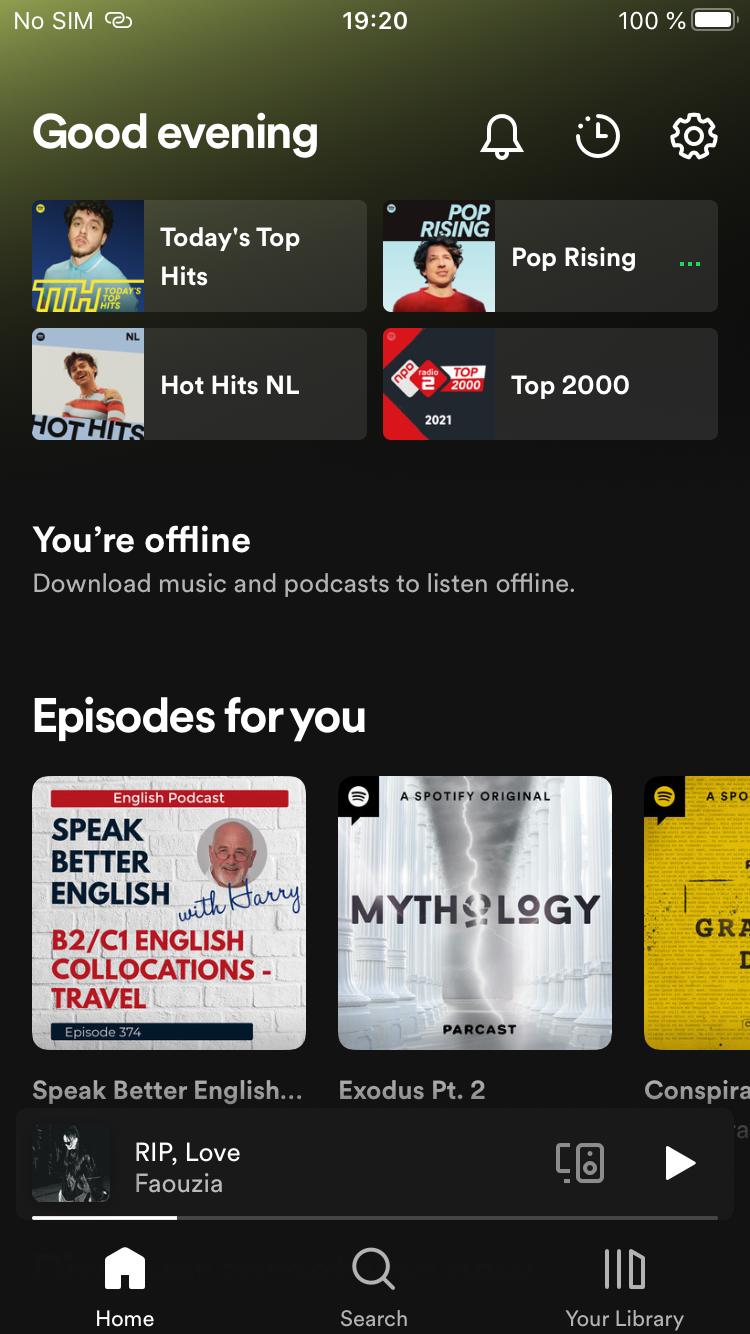 No SIM
19:20
100 %
Good evening
TTH TODAY'S
TOP
HITS
Today's Top
Hits
POP
RISING
Pop Rising
NL
HOT HITS
Hot Hits NL
npo radio 2 TOP 2000
2021
Top 2000
You’re offline
Download music and podcasts to listen offline.
Episodes for you
English Podcast
SPEAK
BETTER
ENGLISH
with Harry
B2/C1 ENGLISH
COLLOCATIONS -
TRAVEL
Episode 374
A SPOTIFY ORIGINAL
MYTHOLOGY
PARCAST
A SPO
GRA
D
Speak Better English...
Exodus Pt. 2
Conspira
RIP, Love
Faouzia
Home
Search
Your Library